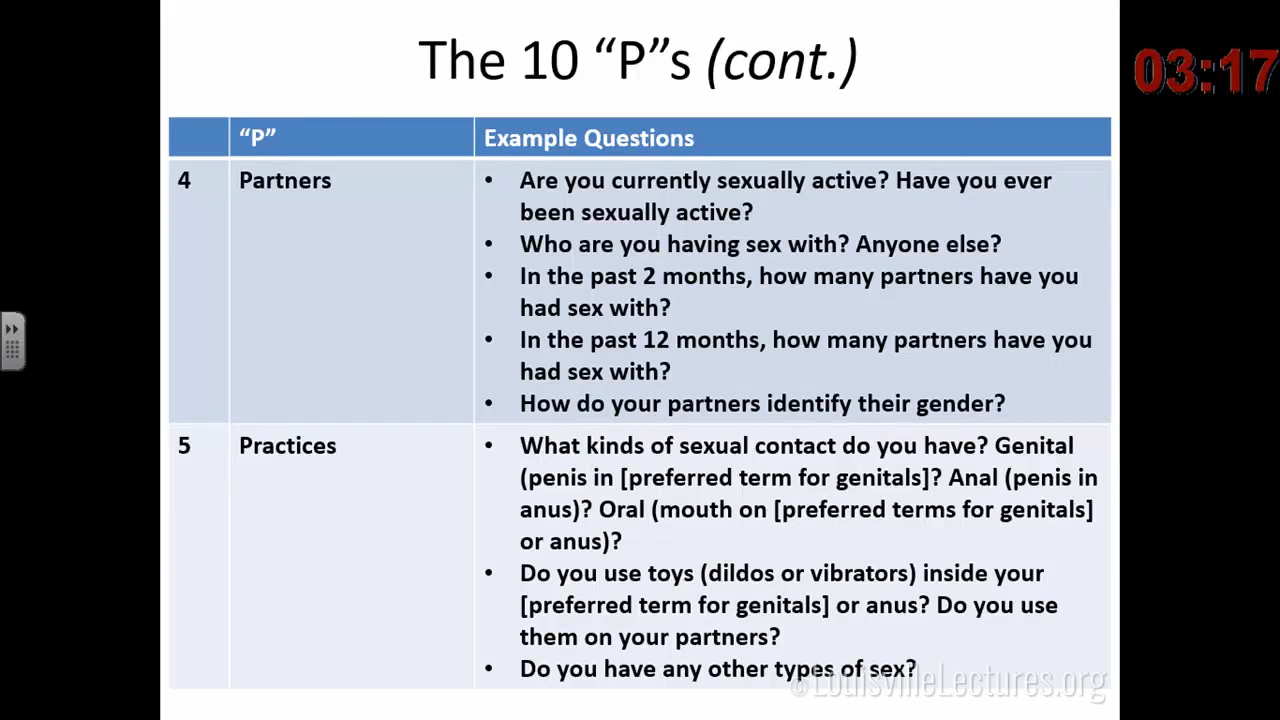 The 10 “P”s (cont.)
03:17
“P”
Example Questions
4
Partners
• Are you currently sexually active? Have you ever
been sexually active?
• Who are you having sex with? Anyone else?
• In the past 2 months, how many partners have you
had sex with?
• In the past 12 months, how many partners have you
had sex with?
• How do your partners identify their gender?
5
Practices
• What kinds of sexual contact do you have? Genital
(penis in [preferred term for genitals]? Anal (penis in
anus)? Oral (mouth on [preferred terms for genitals]
or anus)?
• Do you use toys (dildos or vibrators) inside your
[preferred term for genitals] or anus? Do you use
them on your partners?
• Do you have any other types of sex?
©LouisvilleLectures.org